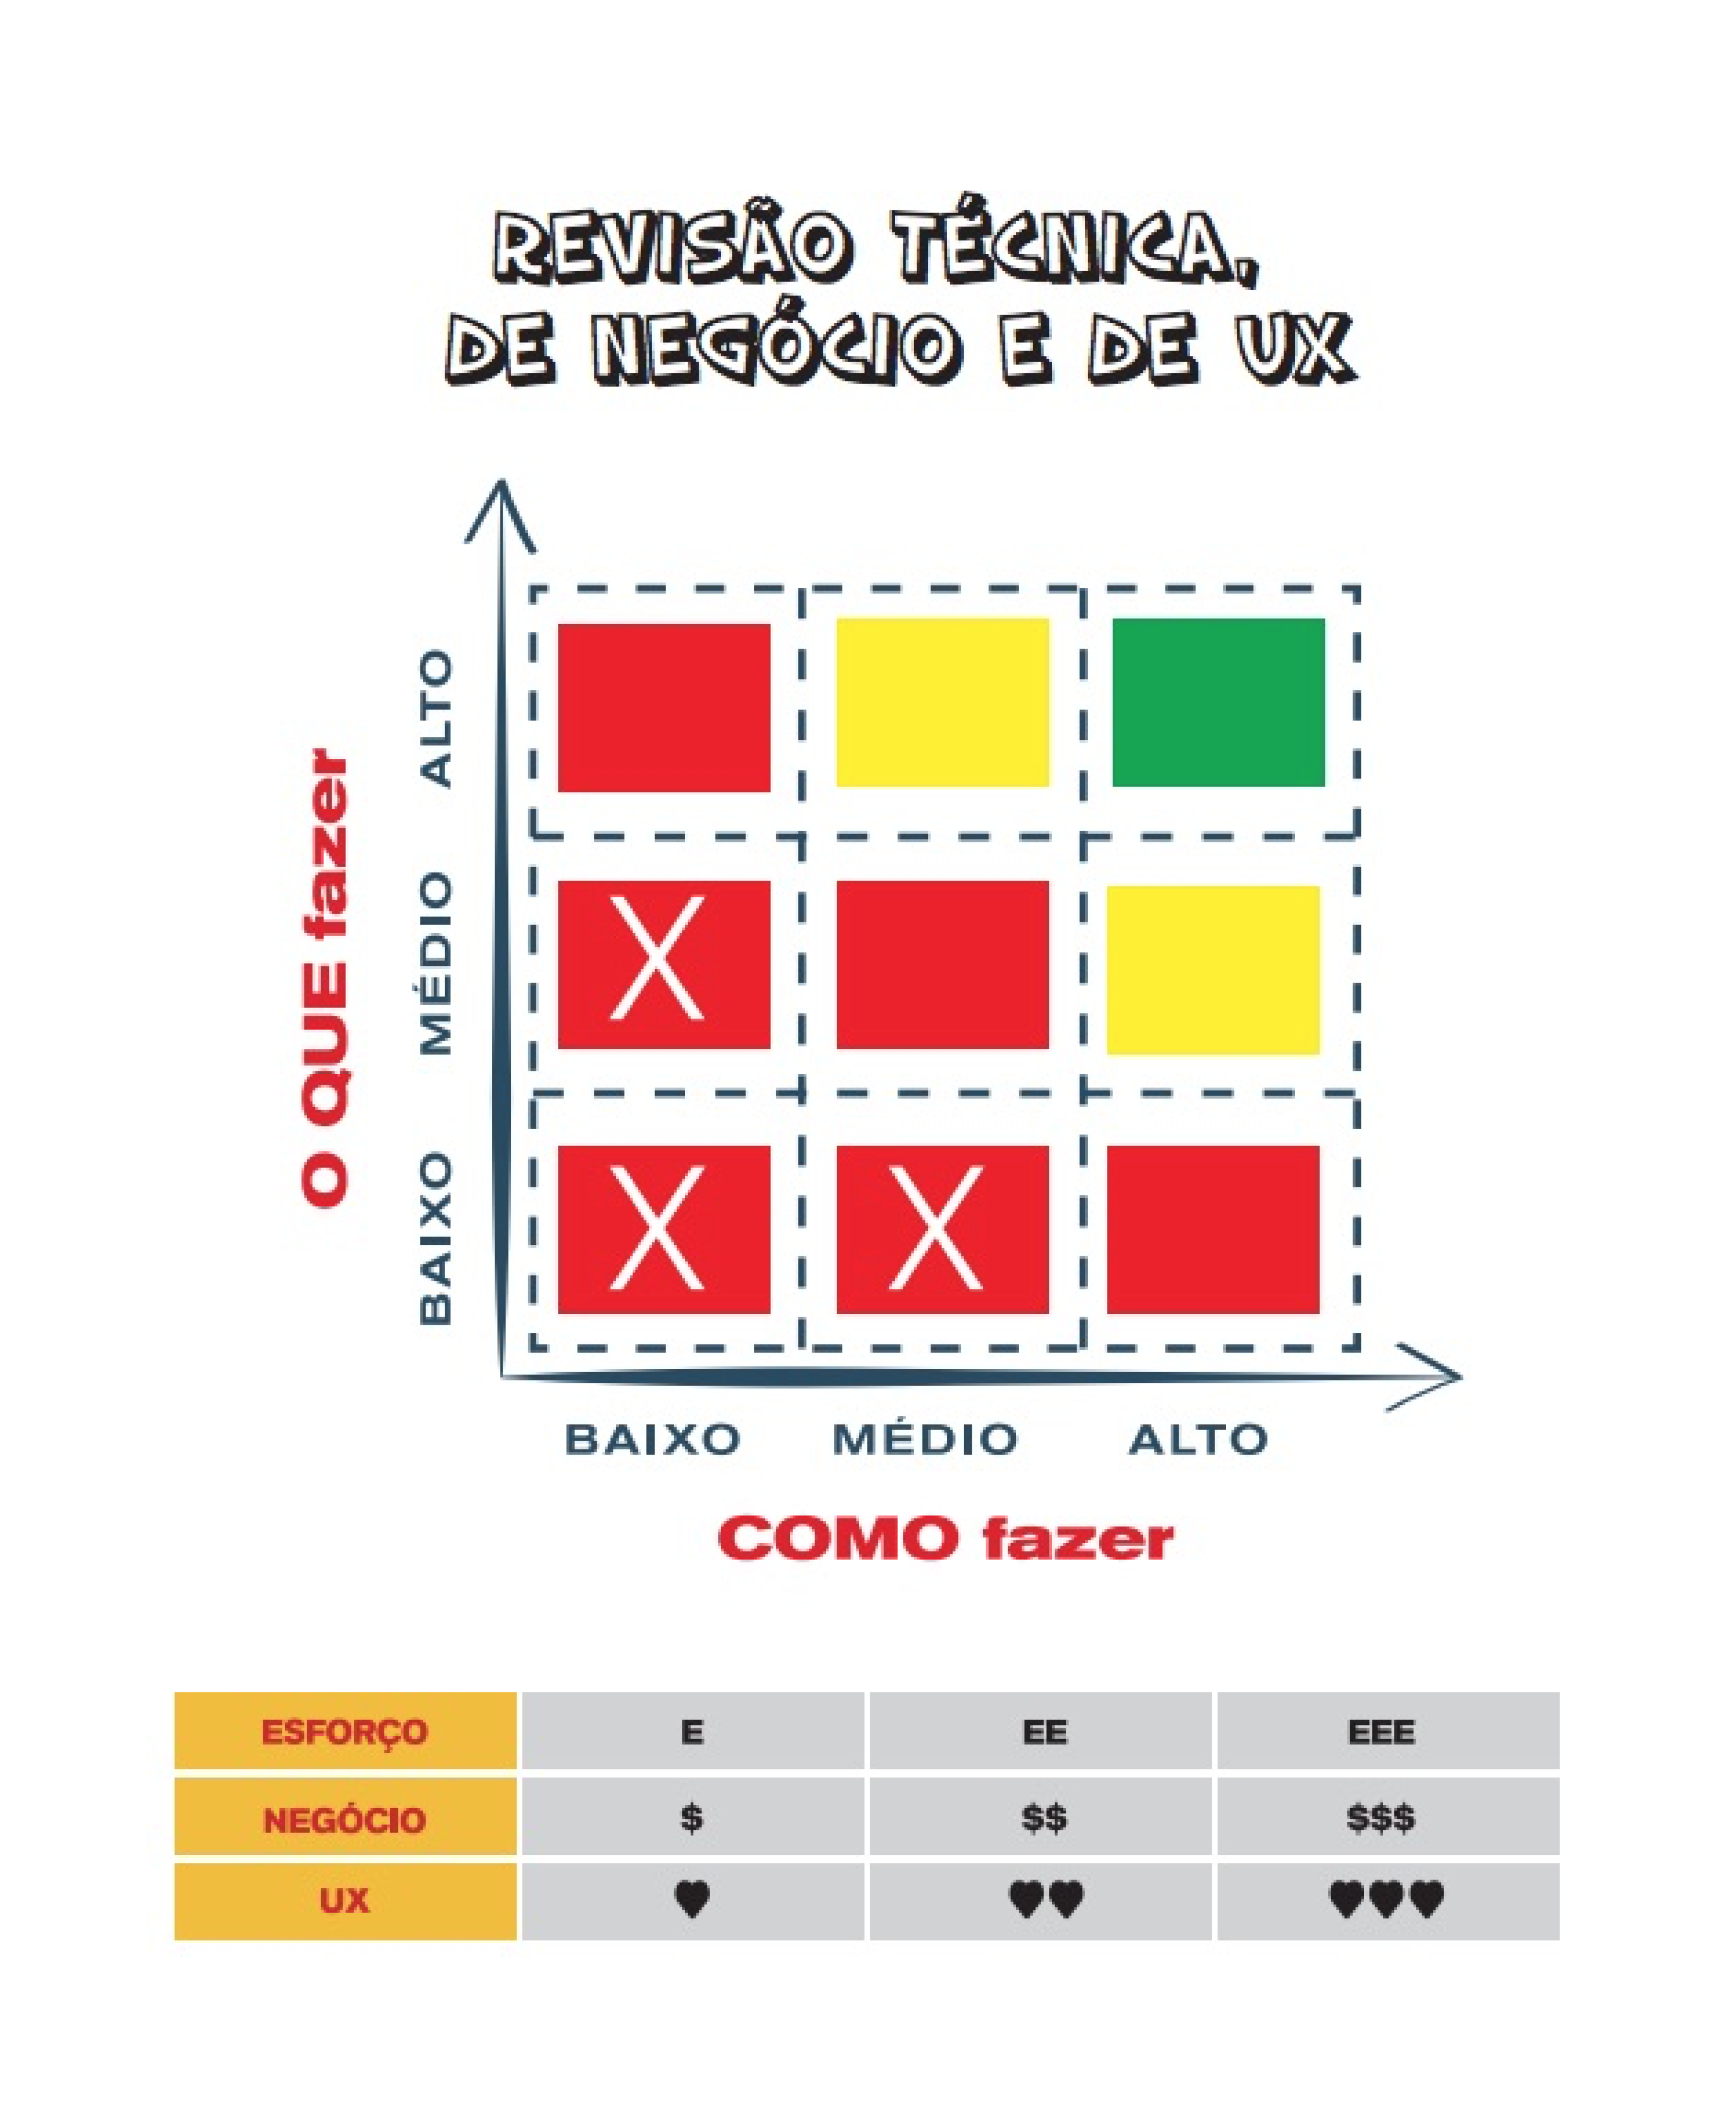 REVISÃO TÉCNICA,
DE NEGÓCIO E DE UX
O QUE fazer
ALTO
MÉDIO
X
BAIXO
X X
BAIXO MÉDIO ALTO
COMO fazer
ESFORÇO E EE EEE
NEGÓCIO $ $$ $$$
UX ♥ ♥♥ ♥♥♥